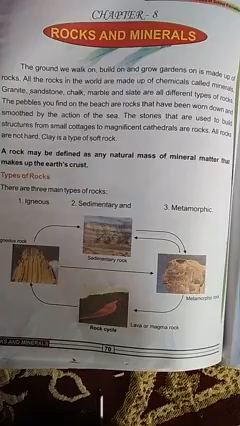 CHAPTER - 8
ROCKS AND MINERALS
The ground we walk on, build on and grow gardens on is made up of
rocks. All the rocks in the world are made up of chemicals called minerals.
Granite, sandstone, chalk, marble and slate are all different types of rocks.
The pebbles you find on the beach are rocks that have been worn down and
smoothed by the action of the sea. The stones that are used to build
structures from small cottages to magnificent cathedrals are rocks. All rocks
are not hard. Clay is a type of soft rock.
A rock may be defined as any natural mass of mineral matter that
makes up the earth's crust.
Types of Rocks
There are three main types of rocks:
1. Igneous 2. Sedimentary and 3. Metamorphic
gneous rock
Sedimentary rock
Metamorphic rock
Lava or magma rock
Rock cycle
KS AND MINERALS
70